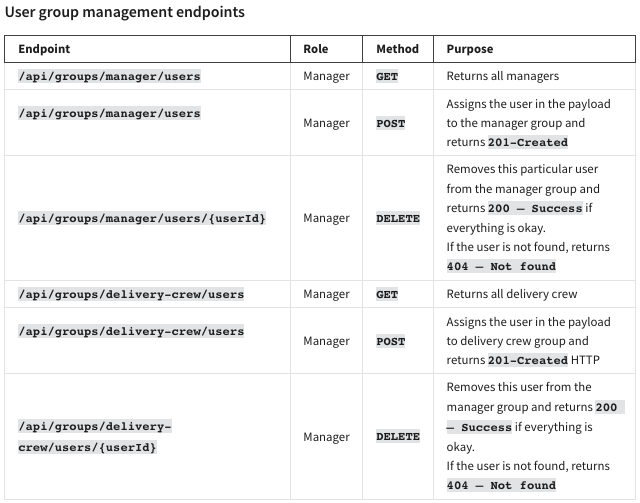 User group management endpoints
Endpoint Role Method Purpose
/api/groups/manager/users Manager GET Returns all managers
/api/groups/manager/users Manager POST Assigns the user in the payload
to the manager group and
returns 201-Created
/api/groups/manager/users/{userId} Manager DELETE Removes this particular user
from the manager group and
returns 200 – Success if
everything is okay.
If the user is not found, returns
404 – Not found
/api/groups/delivery-crew/users Manager GET Returns all delivery crew
/api/groups/delivery-crew/users Manager POST Assigns the user in the payload
to delivery crew group and
returns 201-Created HTTP
/api/groups/delivery-
crew/users/{userId} Manager DELETE Removes this user from the
manager group and returns 200
– Success if everything is
okay.
If the user is not found, returns
404 – Not found